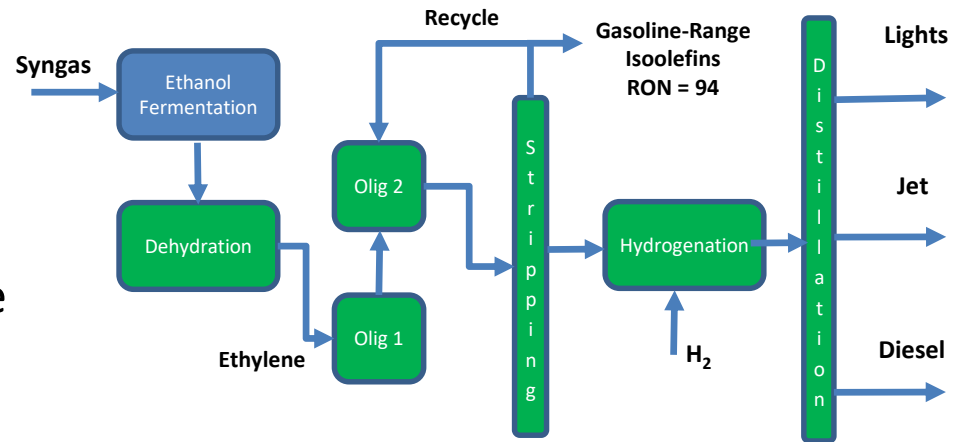 Recycle
Gasoline-Range
Isoolefins
RON = 94
Lights
Syngas
Ethanol
Fermentation
Stripping
Distillation
Olig 2
Jet
Dehydration
Hydrogenation
e
Olig 1
Ethylene
H2
Diesel